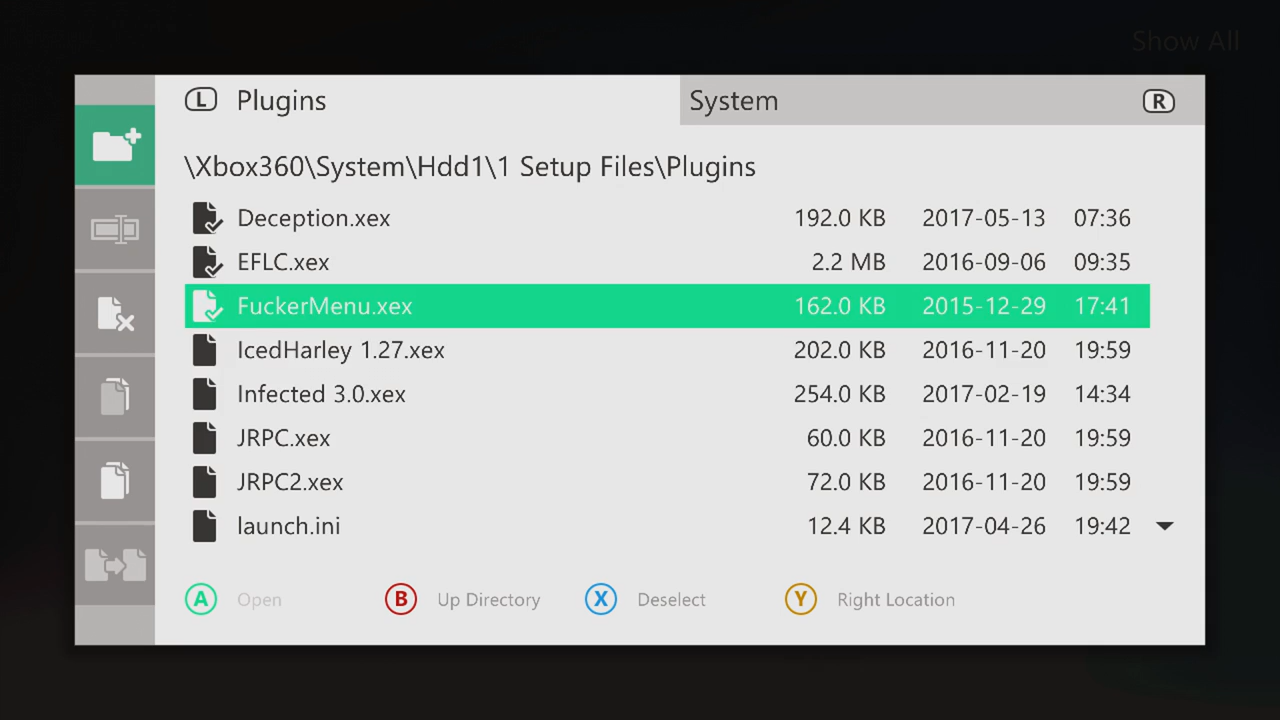 Show All
L Plugins System R
\Xbox360\System\Hdd1\1 Setup Files\Plugins
Deception.xex 192.0 KB 2017-05-13 07:36
EFLC.xex 2.2 MB 2016-09-06 09:35
FuckerMenu.xex 162.0 KB 2015-12-29 17:41
IcedHarley 1.27.xex 202.0 KB 2016-11-20 19:59
Infected 3.0.xex 254.0 KB 2017-02-19 14:34
JRPC.xex 60.0 KB 2016-11-20 19:59
JRPC2.xex 72.0 KB 2016-11-20 19:59
launch.ini 12.4 KB 2017-04-26 19:42
A Open B Up Directory X Deselect Y Right Location